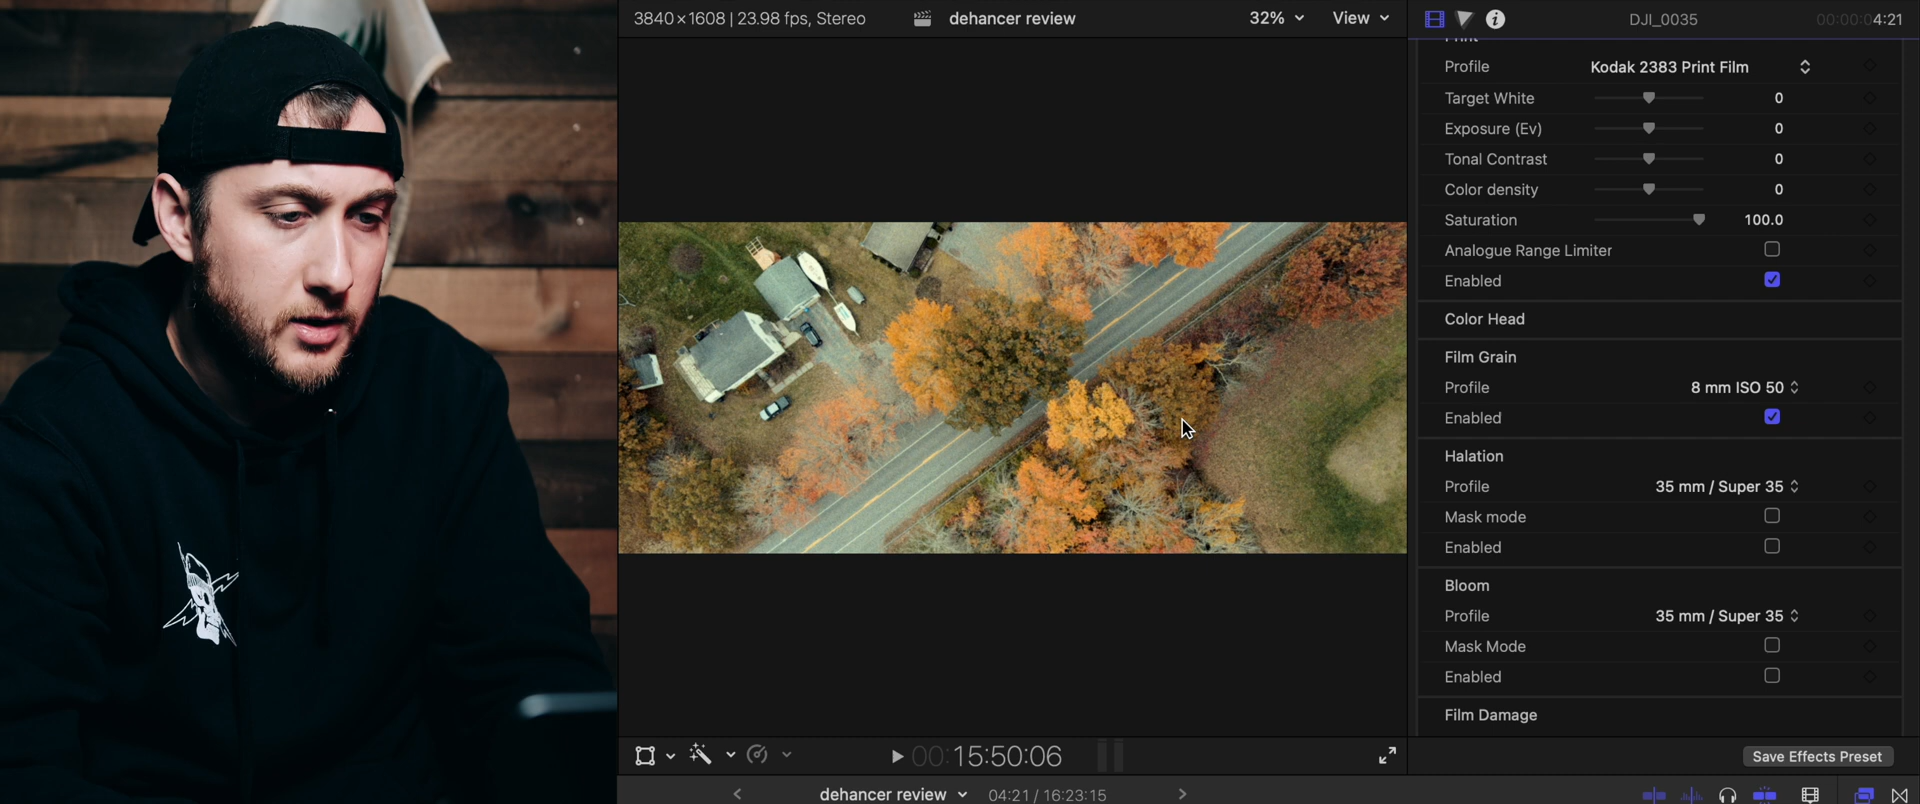 3840×1608 | 23.98 fps, Stereo
dehancer review
32%
View
DJI_0035
00:00:04:21
Print
Profile
Kodak 2383 Print Film
Target White
0
Exposure (Ev)
0
Tonal Contrast
0
Color density
0
Saturation
100.0
Analogue Range Limiter
Enabled
Color Head
Film Grain
Profile
8 mm ISO 50
Enabled
Halation
Profile
35 mm / Super 35
Mask mode
Enabled
Bloom
Profile
35 mm / Super 35
Mask Mode
Enabled
Film Damage
00:15:50:06
Save Effects Preset
dehancer review
04:21 / 16:23:15